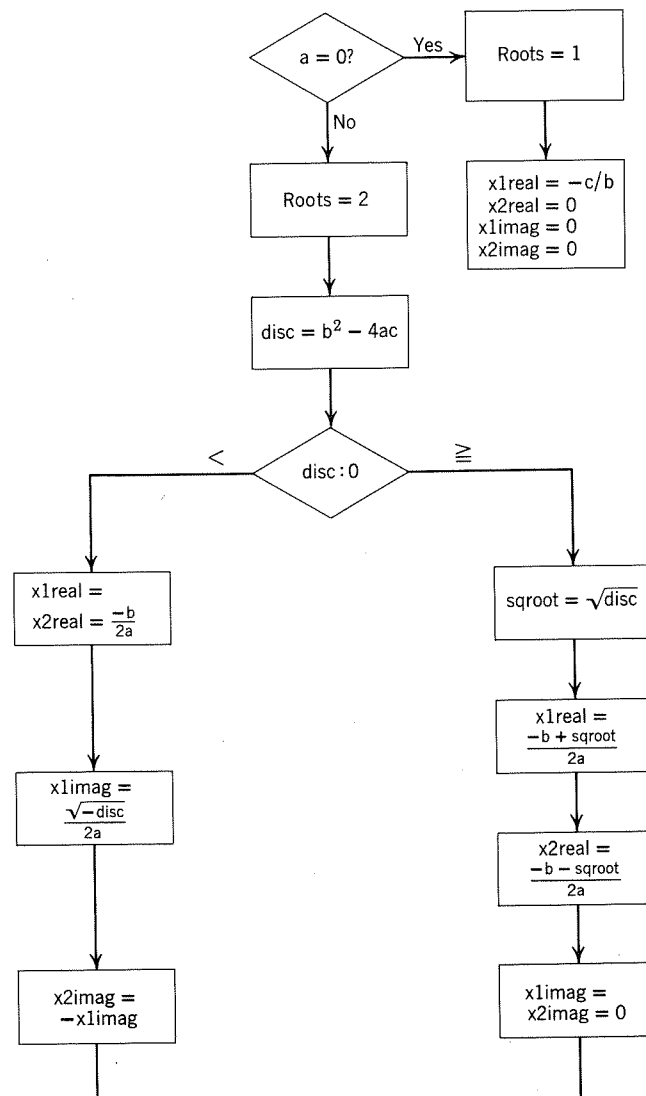 a = 0?
Yes
Roots = 1
No
x1real = −c/b
x2real = 0
x1imag = 0
x2imag = 0
Roots = 2
disc = b² − 4ac
<
disc : 0
≧
x1real =
x2real = −b/2a
sqroot = √disc
x1real =
−b + sqroot
2a
x1imag =
√−disc
2a
x2real =
−b − sqroot
2a
x2imag =
−x1imag
x1imag =
x2imag = 0